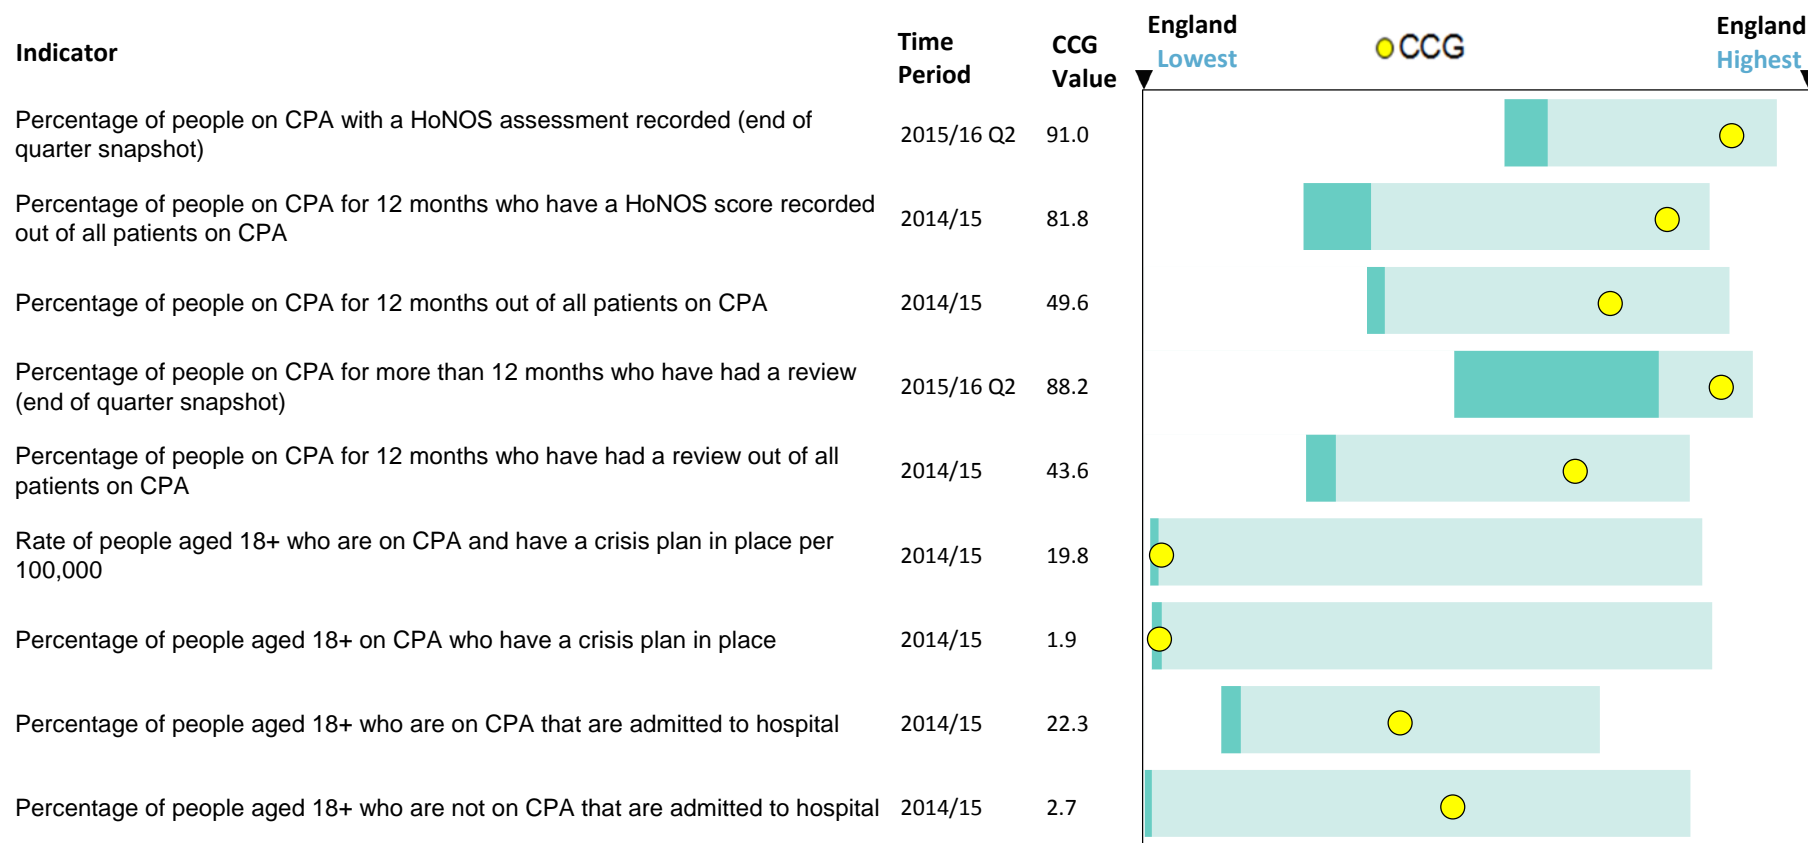 Indicator
Time
Period
CCG
Value
England
Lowest
CCG
England
Highest
Percentage of people on CPA with a HoNOS assessment recorded (end of
quarter snapshot)
2015/16 Q2
91.0
Percentage of people on CPA for 12 months who have a HoNOS score recorded
out of all patients on CPA
2014/15
81.8
Percentage of people on CPA for 12 months out of all patients on CPA
2014/15
49.6
Percentage of people on CPA for more than 12 months who have had a review
(end of quarter snapshot)
2015/16 Q2
88.2
Percentage of people on CPA for 12 months who have had a review out of all
patients on CPA
2014/15
43.6
Rate of people aged 18+ who are on CPA and have a crisis plan in place per
100,000
2014/15
19.8
Percentage of people aged 18+ on CPA who have a crisis plan in place
2014/15
1.9
Percentage of people aged 18+ who are on CPA that are admitted to hospital
2014/15
22.3
Percentage of people aged 18+ who are not on CPA that are admitted to hospital
2014/15
2.7